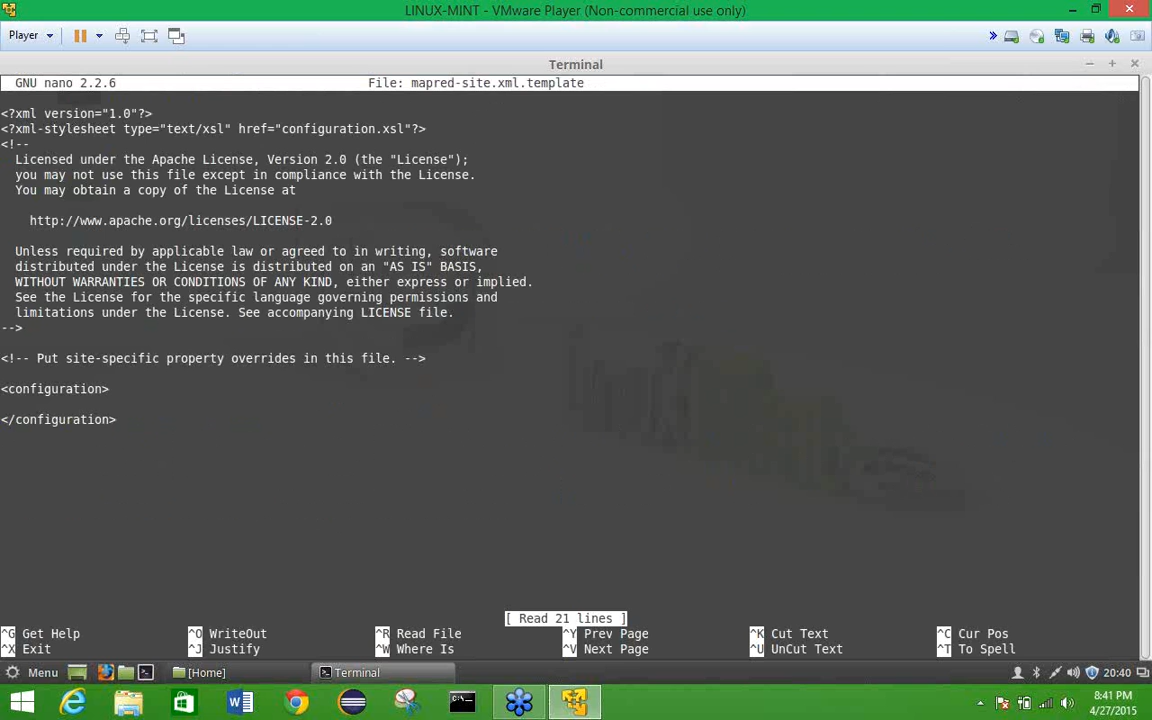 LINUX-MINT - VMware Player (Non-commercial use only)
Player
Terminal
GNU nano 2.2.6 File: mapred-site.xml.template
<?xml version="1.0"?>
<?xml-stylesheet type="text/xsl" href="configuration.xsl"?>
<!--
Licensed under the Apache License, Version 2.0 (the "License");
you may not use this file except in compliance with the License.
You may obtain a copy of the License at
http://www.apache.org/licenses/LICENSE-2.0
Unless required by applicable law or agreed to in writing, software
distributed under the License is distributed on an "AS IS" BASIS,
WITHOUT WARRANTIES OR CONDITIONS OF ANY KIND, either express or implied.
See the License for the specific language governing permissions and
limitations under the License. See accompanying LICENSE file.
-->
<!-- Put site-specific property overrides in this file. -->
<configuration>
</configuration>
[ Read 21 lines ]
^G Get Help ^O WriteOut ^R Read File ^Y Prev Page ^K Cut Text ^C Cur Pos
^X Exit ^J Justify ^W Where Is ^V Next Page ^U UnCut Text ^T To Spell
Menu [Home] Terminal 20:40
8:41 PM
4/27/2015